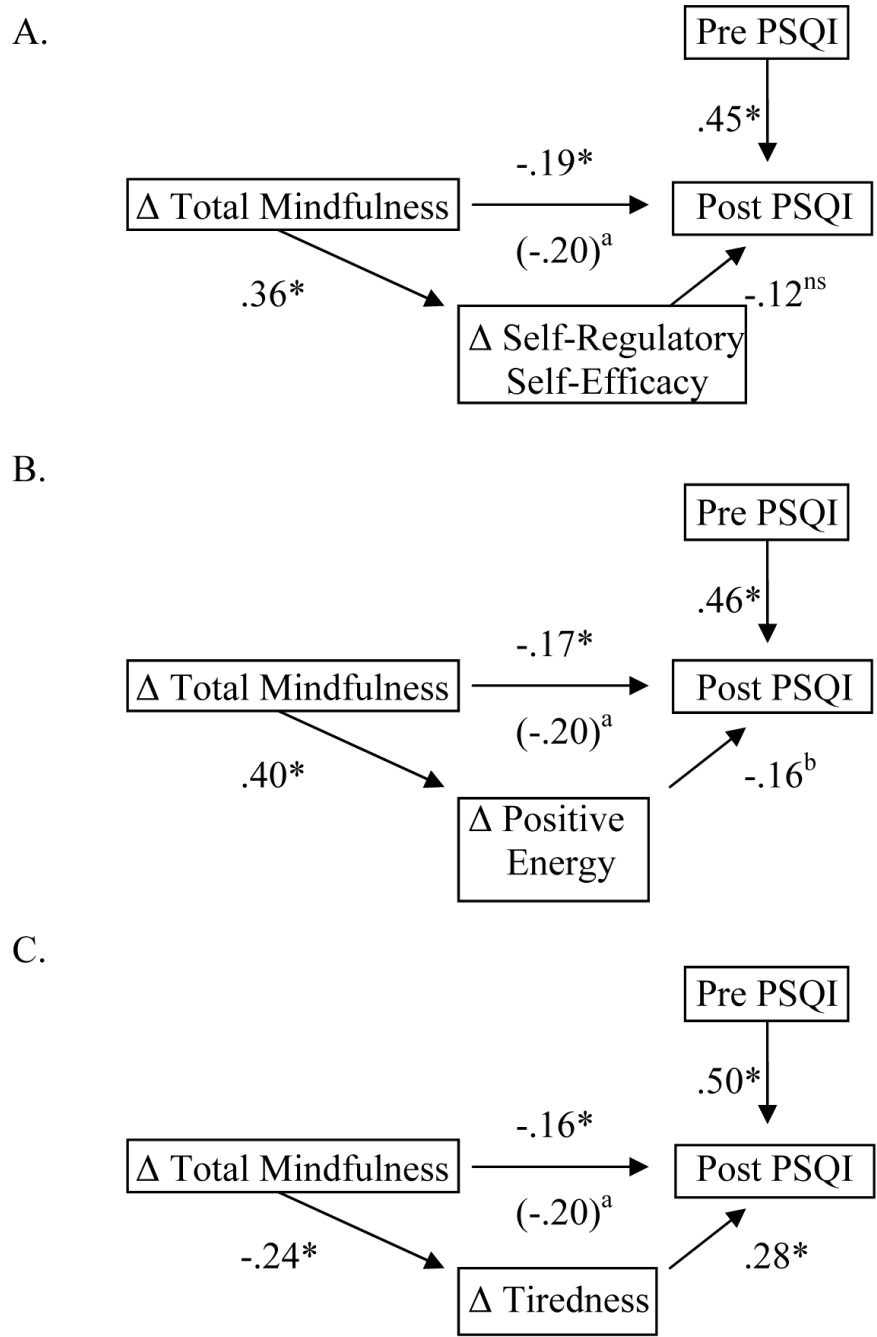 A.
Pre PSQI
.45*
-.19*
Δ Total Mindfulness
Post PSQI
(-.20)ᵃ
.36*
-.12ⁿˢ
Δ Self-Regulatory
Self-Efficacy
B.
Pre PSQI
.46*
-.17*
Δ Total Mindfulness
Post PSQI
(-.20)ᵃ
.40*
-.16ᵇ
Δ Positive
Energy
C.
Pre PSQI
.50*
-.16*
Δ Total Mindfulness
Post PSQI
(-.20)ᵃ
-.24*
.28*
Δ Tiredness